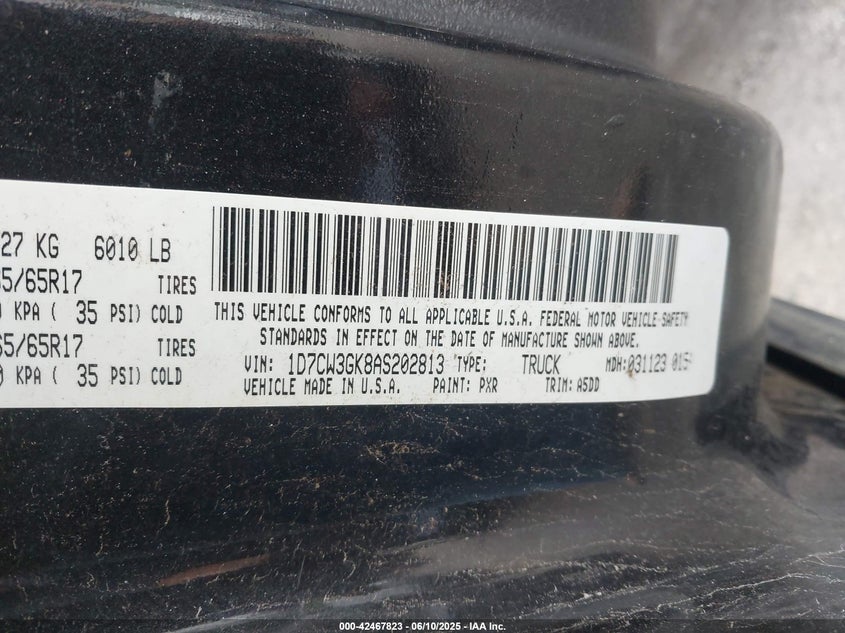 27 KG 6010 LB
5/65R17 TIRES
KPA ( 35 PSI) COLD
65/65R17 TIRES
KPA ( 35 PSI) COLD
THIS VEHICLE CONFORMS TO ALL APPLICABLE U.S.A. FEDERAL MOTOR VEHICLE SAFETY
STANDARDS IN EFFECT ON THE DATE OF MANUFACTURE SHOWN ABOVE.
VIN: 1D7CW3GK8AS202813 TYPE: TRUCK MDH: 031123 015
VEHICLE MADE IN U.S.A. PAINT: PXR TRIM: A5DD
000-42467823 - 06/10/2025 - IAA Inc.